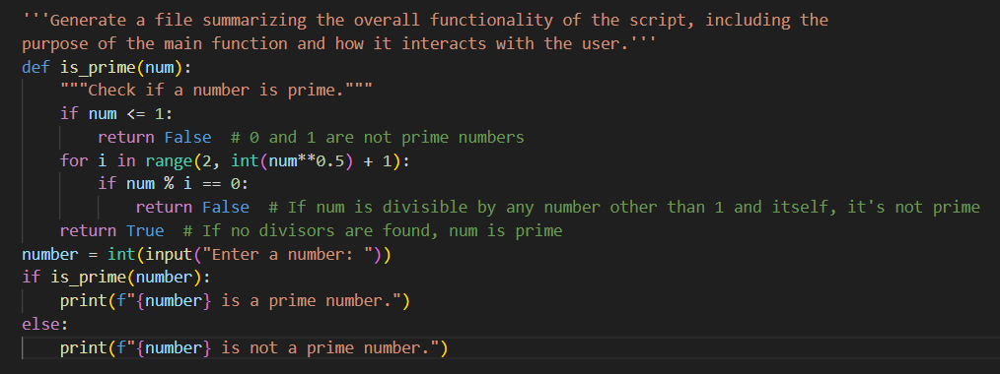 '''Generate a file summarizing the overall functionality of the script, including the
purpose of the main function and how it interacts with the user.'''
def is_prime(num):
    """Check if a number is prime."""
    if num <= 1:
        return False  # 0 and 1 are not prime numbers
    for i in range(2, int(num**0.5) + 1):
        if num % i == 0:
            return False  # If num is divisible by any number other than 1 and itself, it's not prime
    return True  # If no divisors are found, num is prime
number = int(input("Enter a number: "))
if is_prime(number):
    print(f"{number} is a prime number.")
else:
    print(f"{number} is not a prime number.")